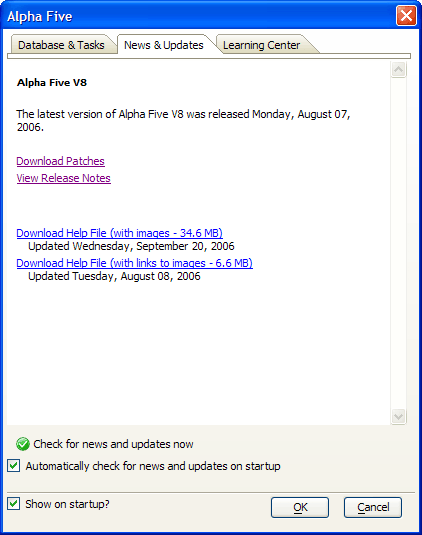 Alpha Five
Database & Tasks News & Updates Learning Center
Alpha Five V8
The latest version of Alpha Five V8 was released Monday, August 07,
2006.
Download Patches
View Release Notes
Download Help File (with images - 34.6 MB)
Updated Wednesday, September 20, 2006
Download Help File (with links to images - 6.6 MB)
Updated Tuesday, August 08, 2006
Check for news and updates now
Automatically check for news and updates on startup
Show on startup?
OK Cancel